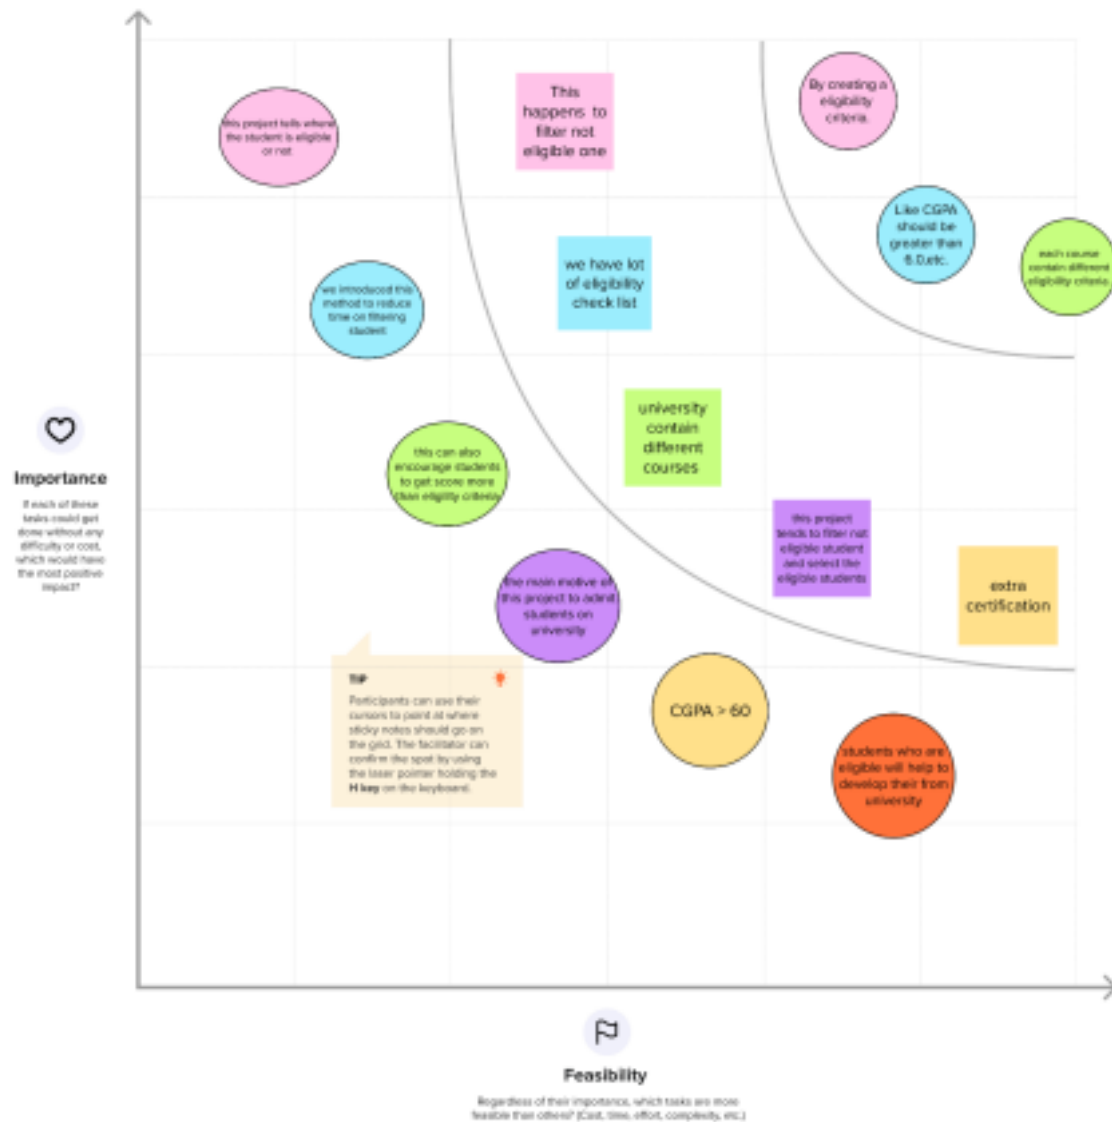 this project tells where
the student is eligible
or not
This
happens to
filter not
eligible one
By creating a
eligibility
criteria.
Like CGPA
should be
greater than
6.0.etc.
each course
contain different
eligibility criteria.
we have lot
of eligibility
check list
we introduced this
method to reduce
time on filtering
student
university
contain
different
courses
this can also
encourage students
to get score more
than eligility criteria
this project
tends to filter not
eligible student
and select the
eligible students
extra
certification
the main motive of
this project to admit
students on
university
CGPA > 60
students who are
eligible will help to
develop their from
university
TIP
Participants can use their
cursors to point at where
sticky notes should go on
the grid. The facilitator can
confirm the spot by using
the laser pointer holding the
H key on the keyboard.
Importance
If each of these
tasks could get
done without any
difficulty or cost,
which would have
the most positive
impact?
Feasibility
Regardless of their importance, which tasks are more
feasible than others? (Cost, time, effort, complexity, etc.)